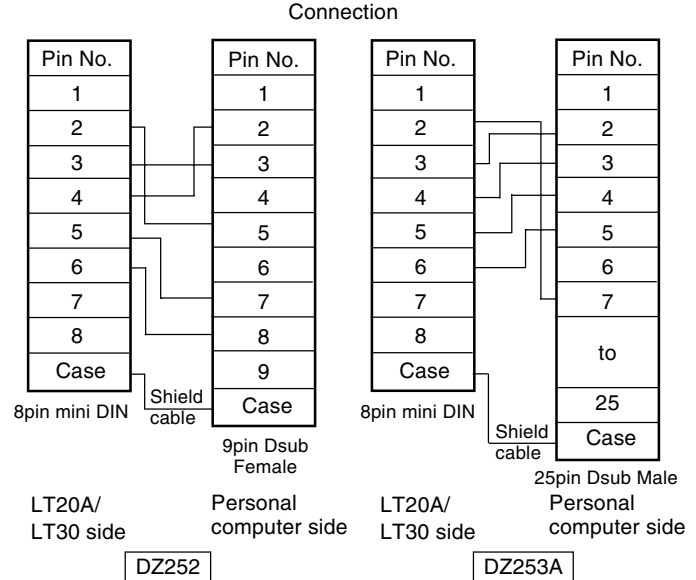 Connection
Pin No.
1
2
3
4
5
6
7
8
Case
8pin mini DIN
Shield
cable
Pin No.
1
2
3
4
5
6
7
8
9
Case
9pin Dsub
Female
LT20A/
LT30 side
Personal
computer side
DZ252
Pin No.
1
2
3
4
5
6
7
8
Case
8pin mini DIN
Shield
cable
Pin No.
1
2
3
4
5
6
7
to
25
Case
25pin Dsub Male
LT20A/
LT30 side
Personal
computer side
DZ253A